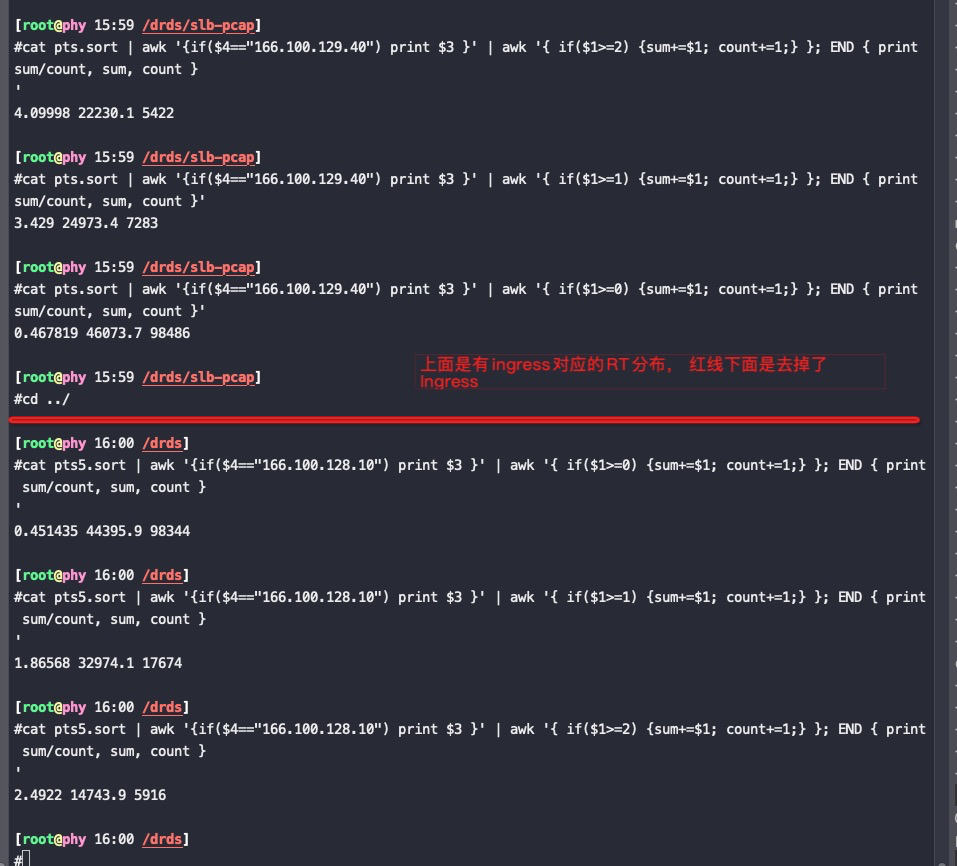 [root@phy 15:59 /drds/slb-pcap]
#cat pts.sort | awk '{if($4=="166.100.129.40") print $3 }' | awk '{ if($1>=2) {sum+=$1; count+=1;} }; END { print
sum/count, sum, count }
'
4.09998 22230.1 5422
[root@phy 15:59 /drds/slb-pcap]
#cat pts.sort | awk '{if($4=="166.100.129.40") print $3 }' | awk '{ if($1>=1) {sum+=$1; count+=1;} }; END { print
sum/count, sum, count }'
3.429 24973.4 7283
[root@phy 15:59 /drds/slb-pcap]
#cat pts.sort | awk '{if($4=="166.100.129.40") print $3 }' | awk '{ if($1>=0) {sum+=$1; count+=1;} }; END { print
sum/count, sum, count }'
0.467819 46073.7 98486
[root@phy 15:59 /drds/slb-pcap]
#cd ../
上面是有ingress对应的RT分布， 红线下面是去掉了
Ingress
[root@phy 16:00 /drds]
#cat pts5.sort | awk '{if($4=="166.100.128.10") print $3 }' | awk '{ if($1>=0) {sum+=$1; count+=1;} }; END { print
sum/count, sum, count }
'
0.451435 44395.9 98344
[root@phy 16:00 /drds]
#cat pts5.sort | awk '{if($4=="166.100.128.10") print $3 }' | awk '{ if($1>=1) {sum+=$1; count+=1;} }; END { print
sum/count, sum, count }
'
1.86568 32974.1 17674
[root@phy 16:00 /drds]
#cat pts5.sort | awk '{if($4=="166.100.128.10") print $3 }' | awk '{ if($1>=2) {sum+=$1; count+=1;} }; END { print
sum/count, sum, count }
'
2.4922 14743.9 5916
[root@phy 16:00 /drds]
#